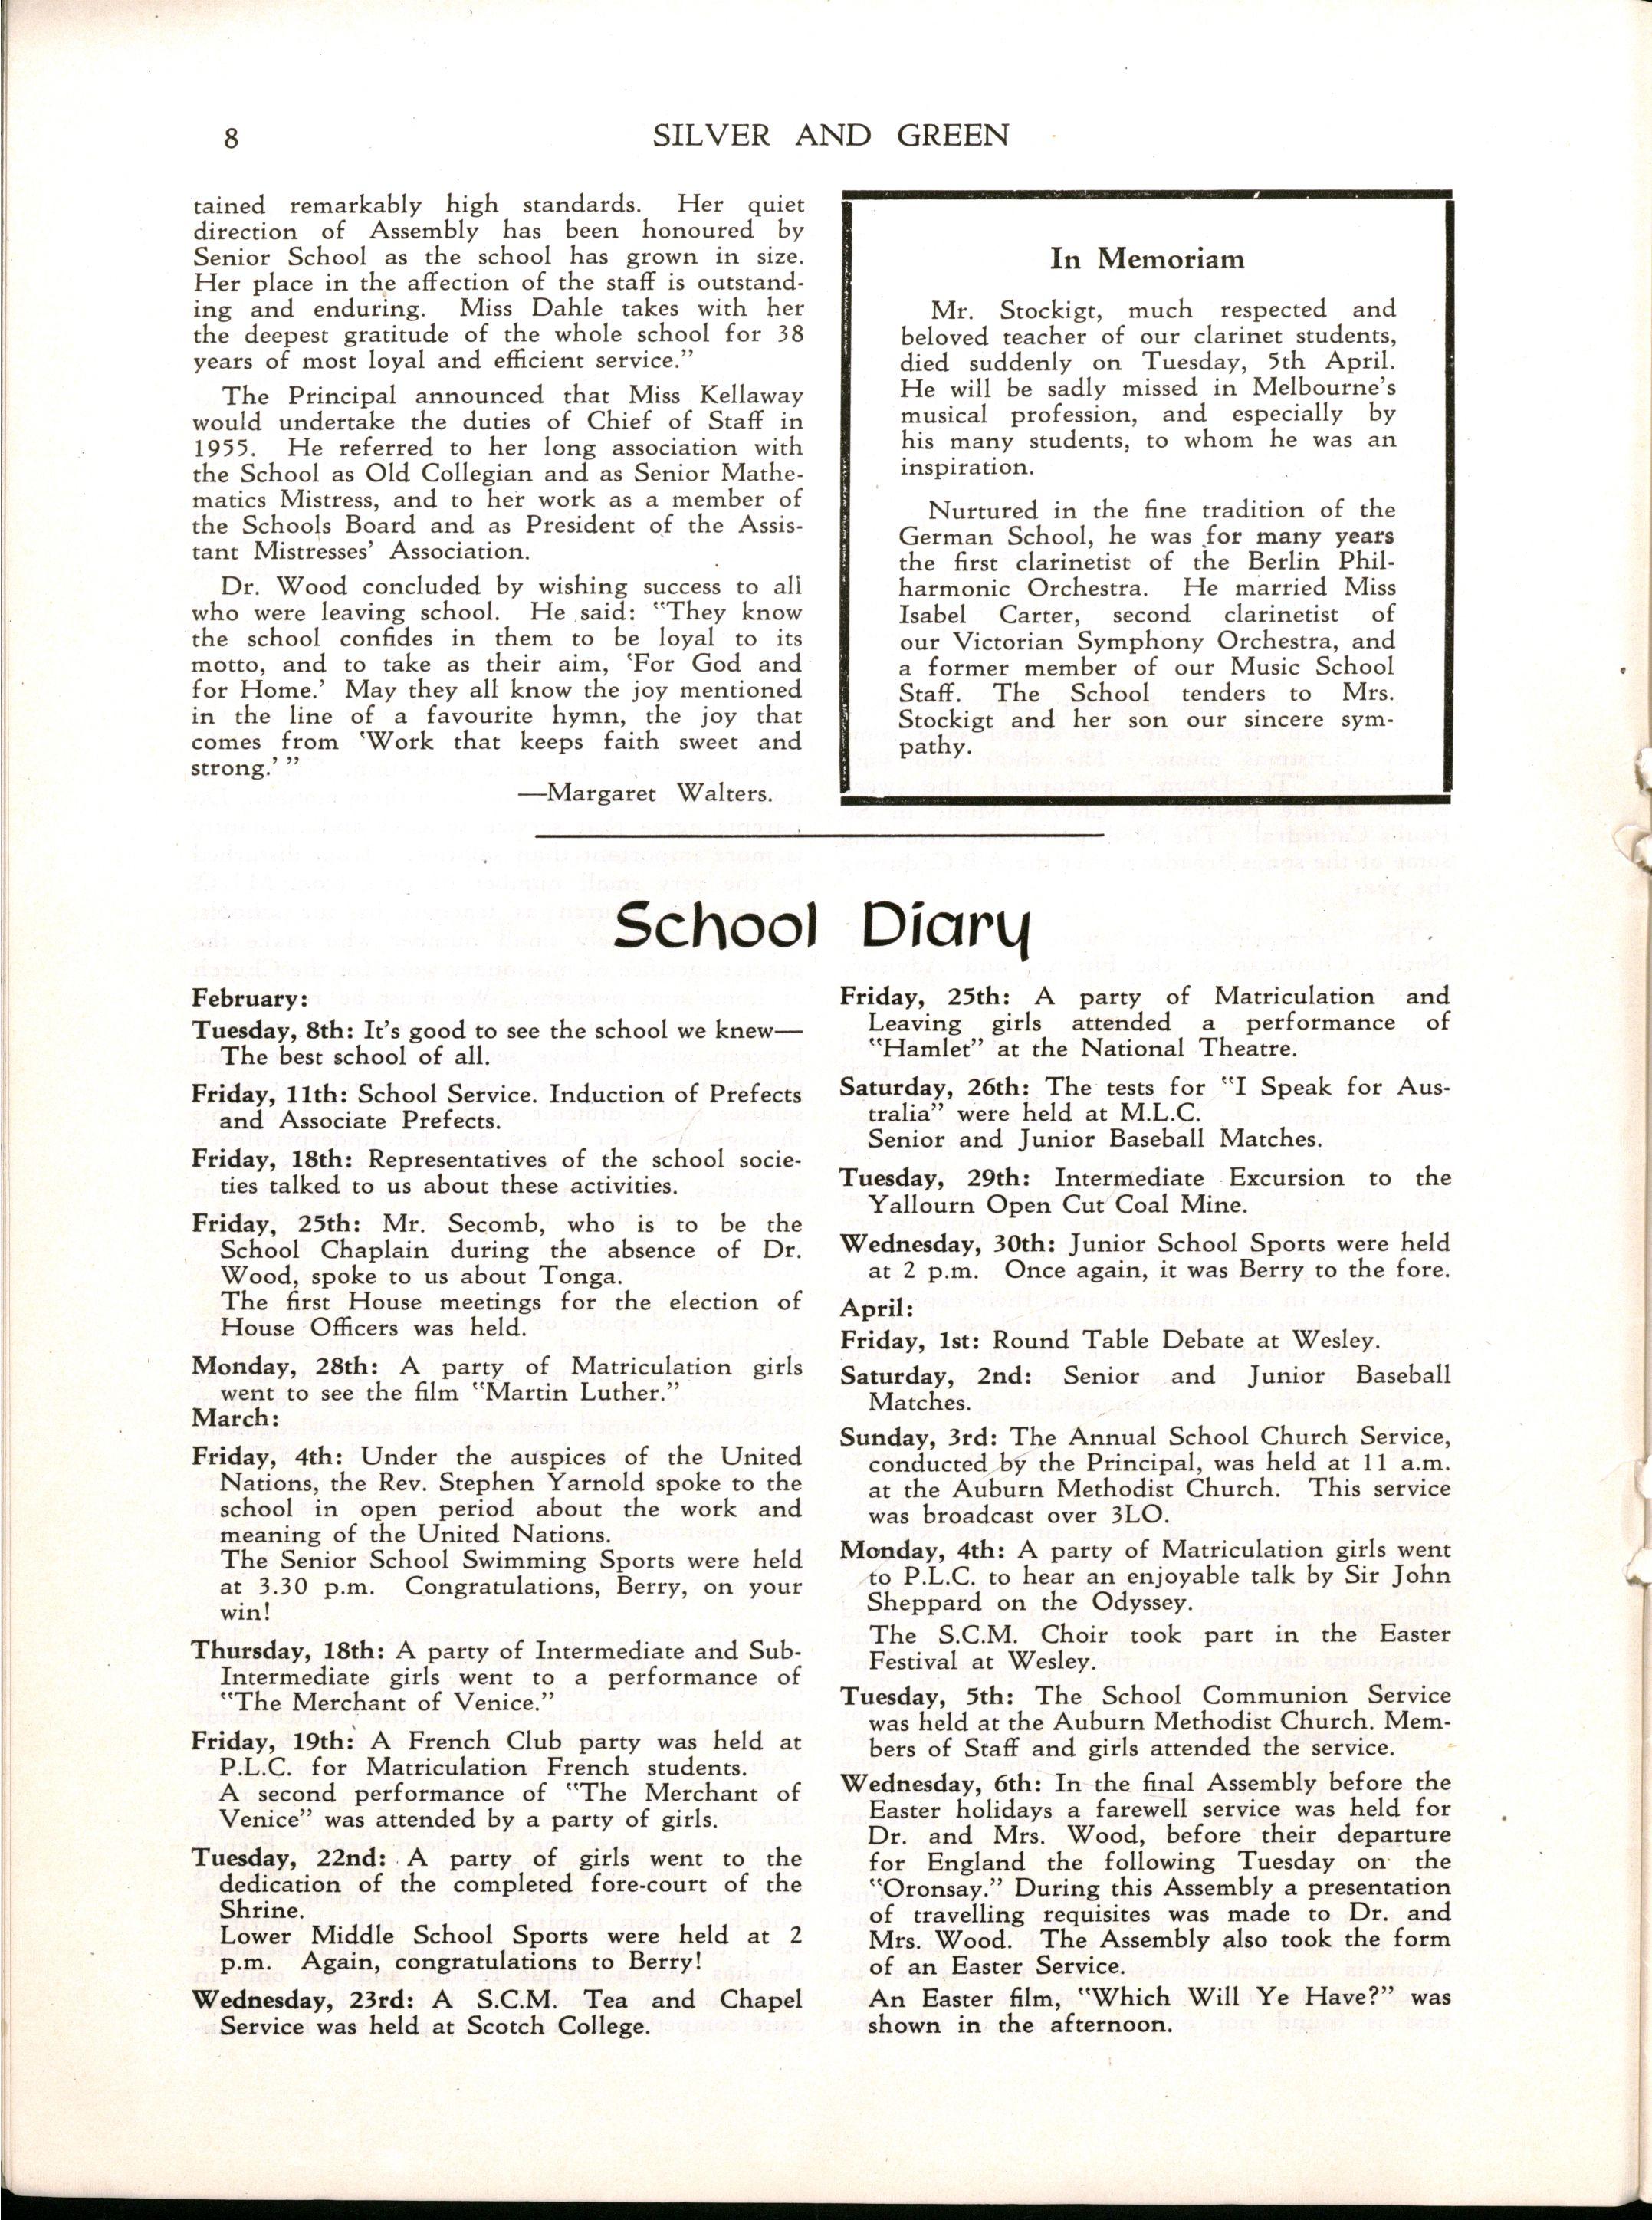 8
SILVER AND GREEN
tained remarkably high standards. Her quiet
direction of Assembly has been honoured by
Senior School as the school has grown in size.
Her place in the affection of the staff is outstand-
ing and enduring. Miss Dahle takes with her
the deepest gratitude of the whole school for 38
years of most loyal and efficient service."
The Principal announced that Miss Kellaway
would undertake the duties of Chief of Staff in
1955. He referred to her long association with
the School as Old Collegian and as Senior Mathe-
matics Mistress, and to her work as a member of
the Schools Board and as President of the Assis-
tant Mistresses' Association.
Dr. Wood concluded by wishing success to all
who were leaving school. He said: "They know
the school confides in them to be loyal to its
motto, and to take as their aim, 'For God and
for Home.' May they all know the joy mentioned
in the line of a favourite hymn, the joy that
comes from 'Work that keeps faith sweet and
strong.' "
—Margaret Walters.
In Memoriam
Mr. Stockigt, much respected and
beloved teacher of our clarinet students,
died suddenly on Tuesday, 5th April.
He will be sadly missed in Melbourne's
musical profession, and especially by
his many students, to whom he was an
inspiration.
Nurtured in the fine tradition of the
German School, he was for many years
the first clarinetist of the Berlin Phil-
harmonic Orchestra. He married Miss
Isabel Carter, second clarinetist of
our Victorian Symphony Orchestra, and
a former member of our Music School
Staff. The School tenders to Mrs.
Stockigt and her son our sincere sym-
pathy.
School Diary
February:
Tuesday, 8th: It's good to see the school we knew—
The best school of all.
Friday, 11th: School Service. Induction of Prefects
and Associate Prefects.
Friday, 18th: Representatives of the school socie-
ties talked to us about these activities.
Friday, 25th: Mr. Secomb, who is to be the
School Chaplain during the absence of Dr.
Wood, spoke to us about Tonga.
The first House meetings for the election of
House Officers was held.
Monday, 28th: A party of Matriculation girls
went to see the film "Martin Luther."
March:
Friday, 4th: Under the auspices of the United
Nations, the Rev. Stephen Yarnold spoke to the
school in open period about the work and
meaning of the United Nations.
The Senior School Swimming Sports were held
at 3.30 p.m. Congratulations, Berry, on your
win!
Thursday, 18th: A party of Intermediate and Sub-
Intermediate girls went to a performance of
"The Merchant of Venice."
Friday, 19th: A French Club party was held at
P.L.C. for Matriculation French students.
A second performance of "The Merchant of
Venice" was attended by a party of girls.
Tuesday, 22nd: A party of girls went to the
dedication of the completed fore-court of the
Shrine.
Lower Middle School Sports were held at 2
p.m. Again, congratulations to Berry!
Wednesday, 23rd: A S.C.M. Tea and Chapel
Service was held at Scotch College.
Friday, 25th: A party of Matriculation and
Leaving girls attended a performance of
"Hamlet" at the National Theatre.
Saturday, 26th: The tests for "I Speak for Aus-
tralia" were held at M.L.C.
Senior and Junior Baseball Matches.
Tuesday, 29th: Intermediate Excursion to the
Yallourn Open Cut Coal Mine.
Wednesday, 30th: Junior School Sports were held
at 2 p.m. Once again, it was Berry to the fore.
April:
Friday, 1st: Round Table Debate at Wesley.
Saturday, 2nd: Senior and Junior Baseball
Matches.
Sunday, 3rd: The Annual School Church Service,
conducted by the Principal, was held at 11 a.m.
at the Auburn Methodist Church. This service
was broadcast over 3LO.
Monday, 4th: A party of Matriculation girls went
to P.L.C. to hear an enjoyable talk by Sir John
Sheppard on the Odyssey.
The S.C.M. Choir took part in the Easter
Festival at Wesley.
Tuesday, 5th: The School Communion Service
was held at the Auburn Methodist Church. Mem-
bers of Staff and girls attended the service.
Wednesday, 6th: In the final Assembly before the
Easter holidays a farewell service was held for
Dr. and Mrs. Wood, before their departure
for England the following Tuesday on the
"Oronsay." During this Assembly a presentation
of travelling requisites was made to Dr. and
Mrs. Wood. The Assembly also took the form
of an Easter Service.
An Easter film, "Which Will Ye Have?" was
shown in the afternoon.